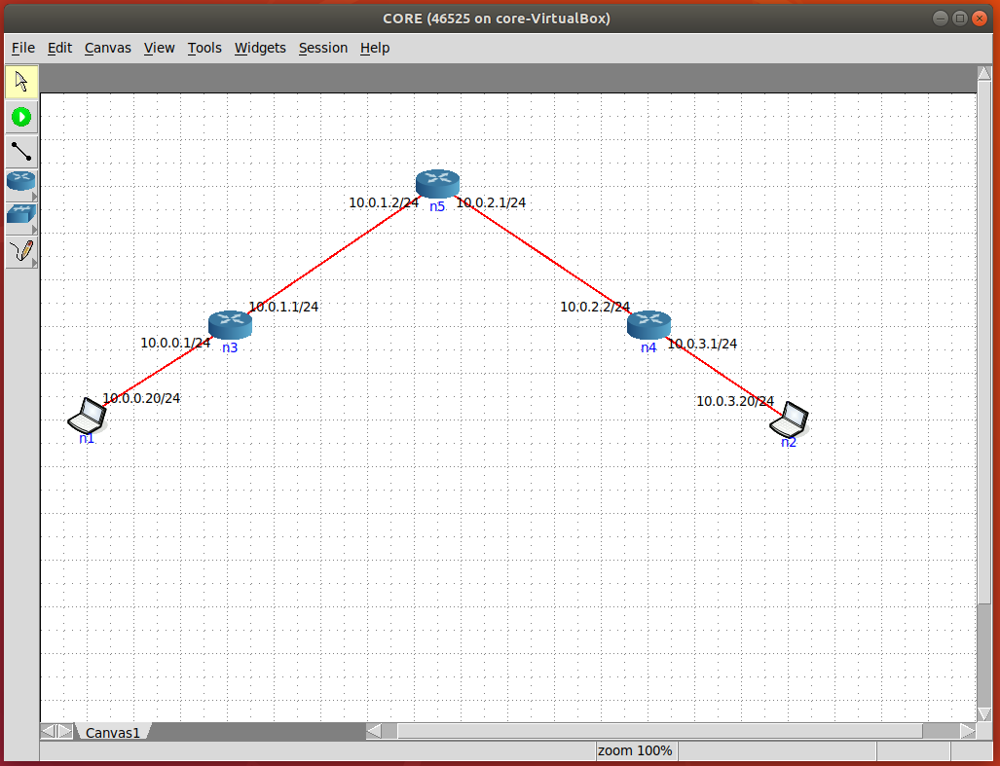 CORE (46525 on core-VirtualBox)
File Edit Canvas View Tools Widgets Session Help
10.0.1.2/24 n5 10.0.2.1/24
10.0.1.1/24 10.0.2.2/24
10.0.0.1/24 n3 n4 10.0.3.1/24
10.0.0.20/24 10.0.3.20/24
n1 n2
Canvas1
zoom 100%